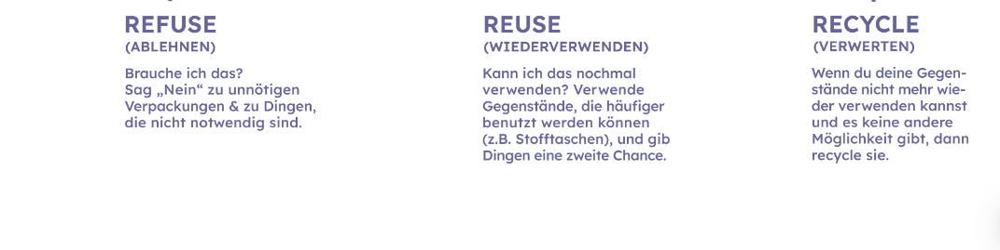 REFUSE
(ABLEHNEN)
Brauche ich das?
Sag „Nein“ zu unnötigen
Verpackungen & zu Dingen,
die nicht notwendig sind.
REUSE
(WIEDERVERWENDEN)
Kann ich das nochmal
verwenden? Verwende
Gegenstände, die häufiger
benutzt werden können
(z.B. Stofftaschen), und gib
Dingen eine zweite Chance.
RECYCLE
(VERWERTEN)
Wenn du deine Gegen-
stände nicht mehr wie-
der verwenden kannst
und es keine andere
Möglichkeit gibt, dann
recycle sie.